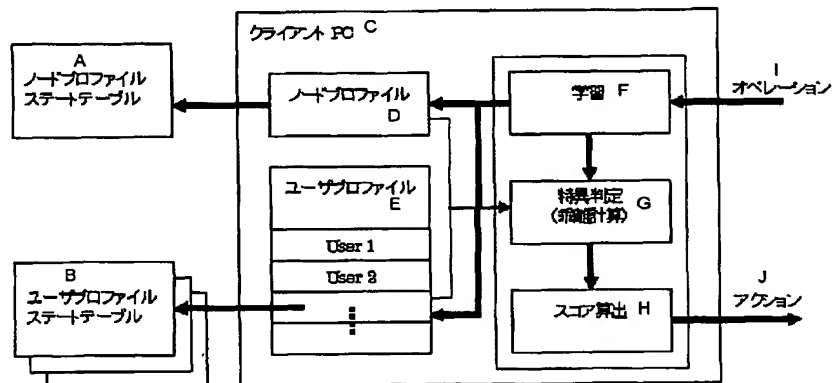 A
ノードプロファイル
ステートテーブル
クライアント PC C
ノードプロファイル
D
学習 F
I
オペレーション
ユーザプロファイル
E
特異判定 G
(乖離計算)
User 1
User 2
B
ユーザプロファイル
ステートテーブル
スコア算出 H
J
アクション